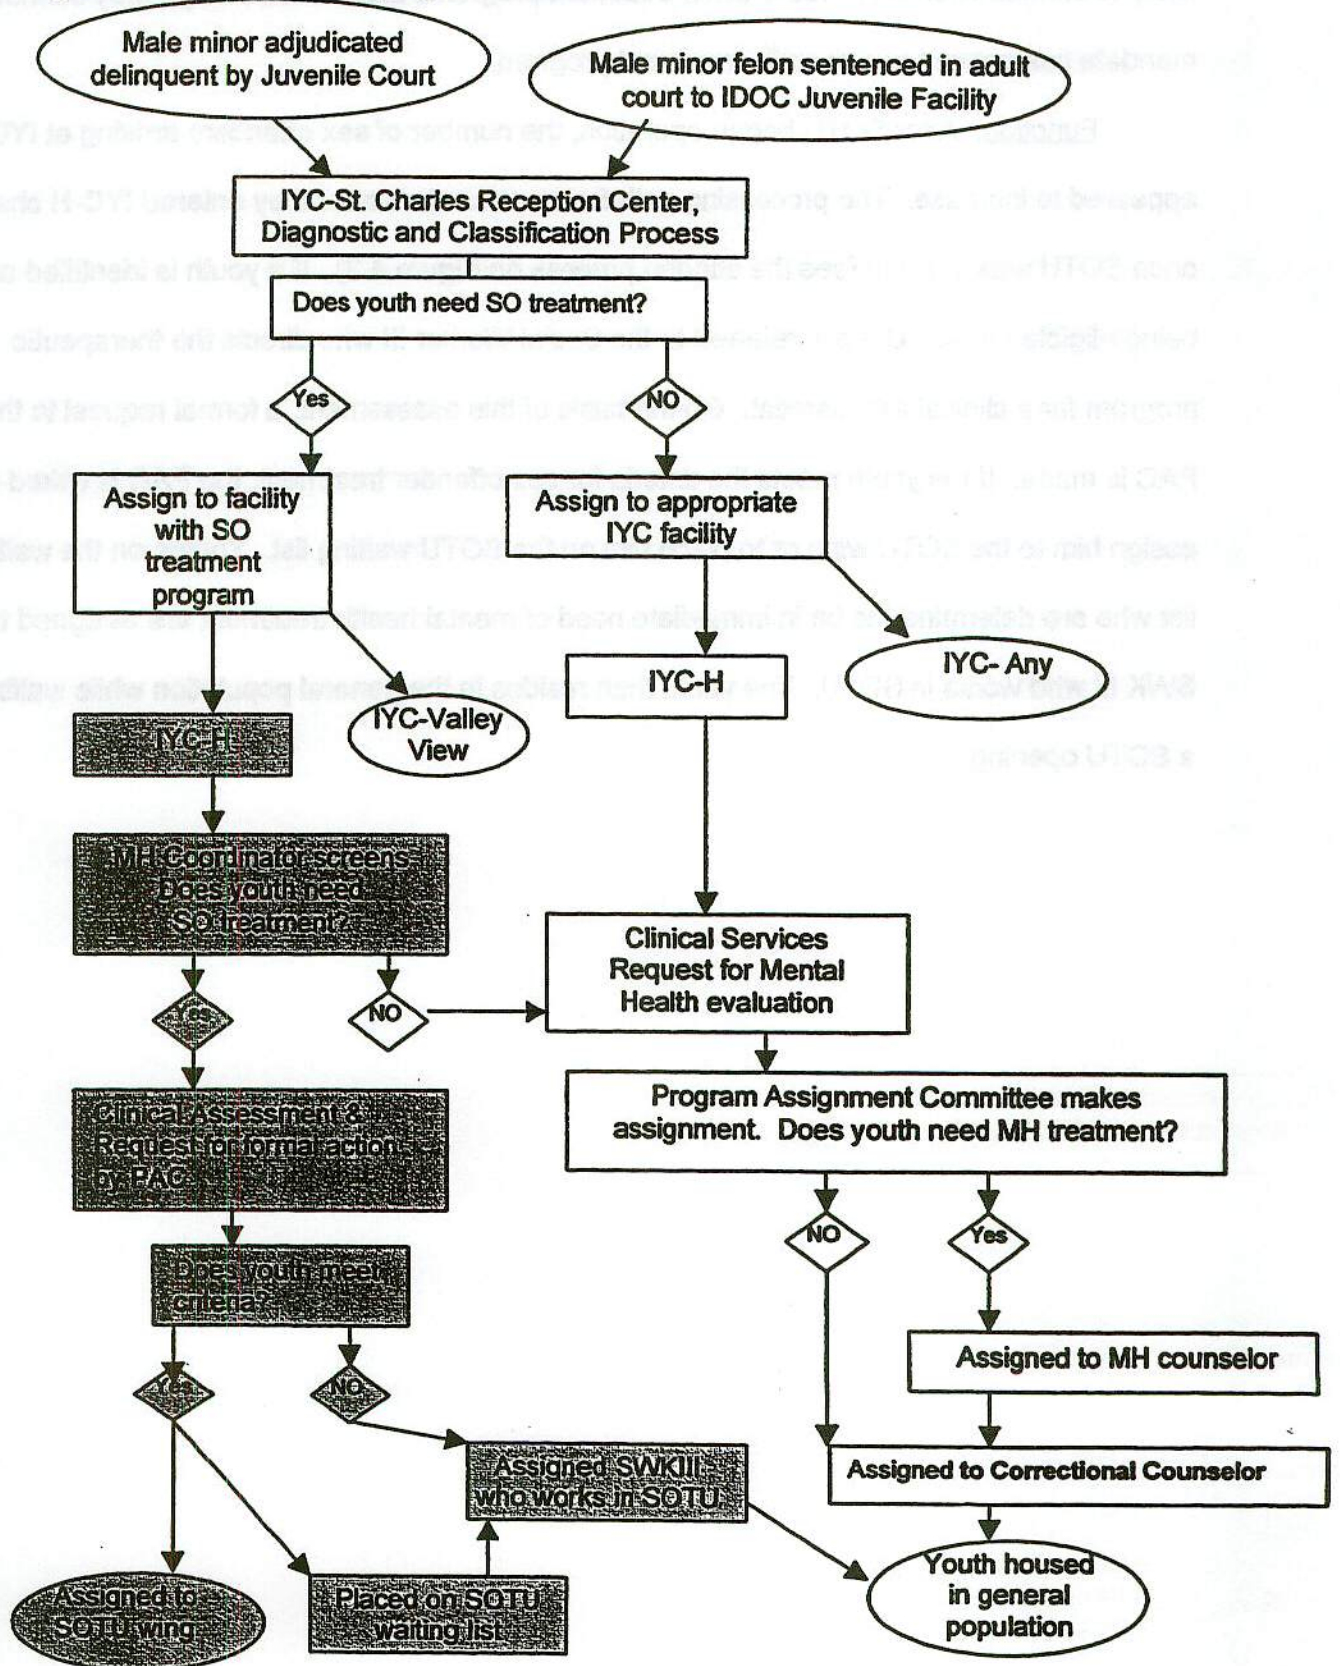 Male minor adjudicated
delinquent by Juvenile Court
Male minor felon sentenced in adult
court to IDOC Juvenile Facility
IYC-St. Charles Reception Center,
Diagnostic and Classification Process
Does youth need SO treatment?
Yes
NO
Assign to facility
with SO
treatment
program
Assign to appropriate
IYC facility
IYC-H
IYC-Valley
View
IYC-H
IYC- Any
MH Coordinator screens
Does youth need
SO treatment?
Yes
NO
Clinical Services
Request for Mental
Health evaluation
Clinical Assessment &
Request for formal action
by PAC
Program Assignment Committee makes
assignment. Does youth need MH treatment?
NO
Yes
Does youth meet
criteria?
Yes
NO
Assigned to MH counselor
Assigned to Correctional Counselor
Assigned SWKIII
who works in SOTU
Assigned to
SOTU wing
Placed on SOTU
waiting list
Youth housed
in general
population